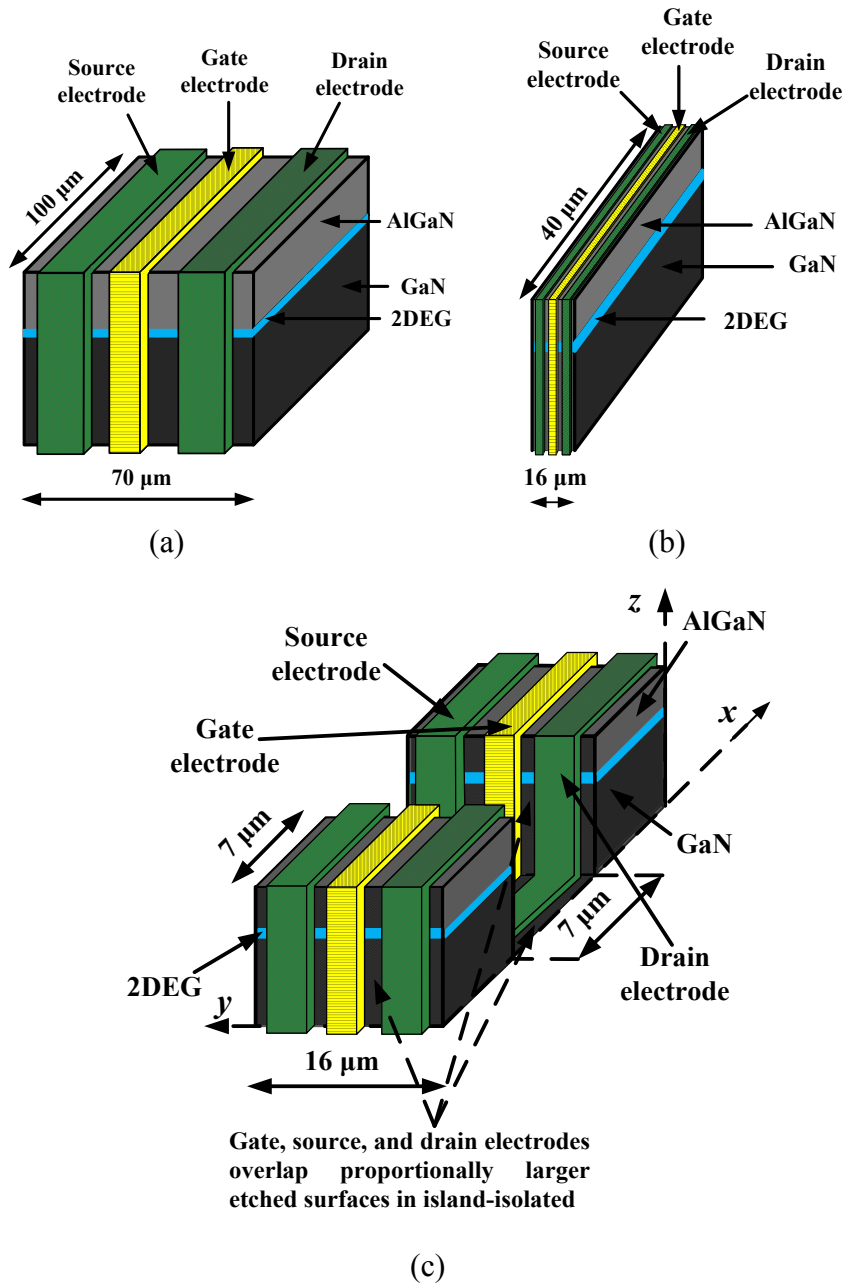 Source
electrode
Gate
electrode
Drain
electrode
100 µm
AlGaN
GaN
2DEG
70 µm
(a)
Gate
electrode
Source
electrode
Drain
electrode
40 µm
AlGaN
GaN
2DEG
16 µm
(b)
z
AlGaN
Source
electrode
x
Gate
electrode
7 µm
GaN
7 µm
Drain
electrode
2DEG
y
16 µm
Gate, source, and drain electrodes
overlap proportionally larger
etched surfaces in island-isolated
(c)